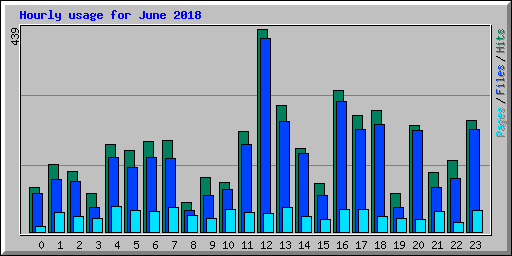 Hourly usage for June 2018
439
Pages / Files / Hits
0 1 2 3 4 5 6 7 8 9 10 11 12 13 14 15 16 17 18 19 20 21 22 23